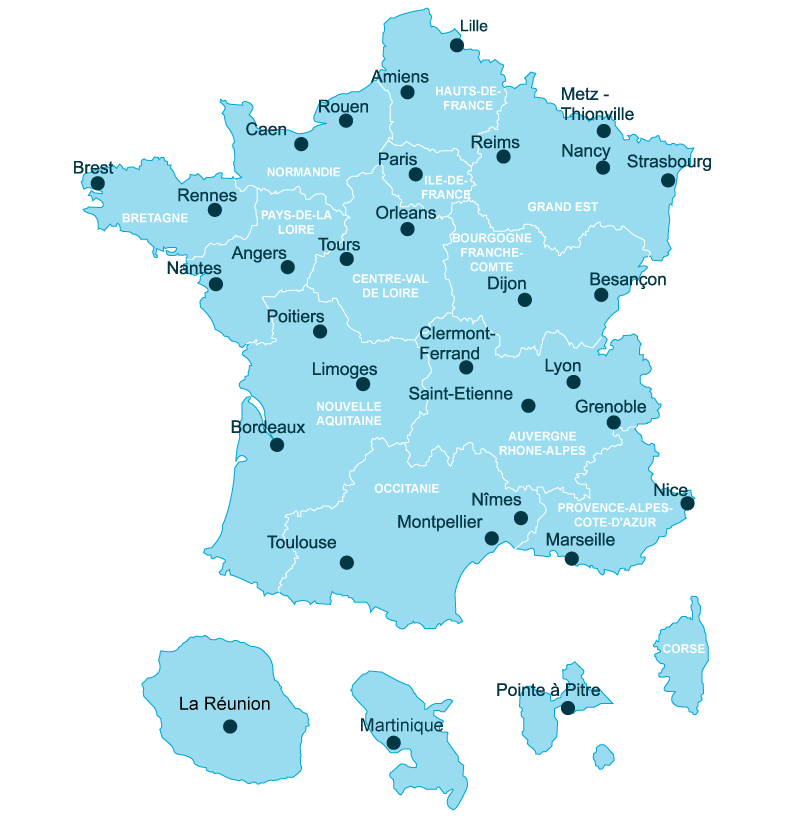 Lille
Amiens
HAUTS-DE-
FRANCE
Metz -
Thionville
Rouen
Caen
Reims
Nancy
Strasbourg
Paris
Brest
NORMANDIE
ILE-DE-
FRANCE
Rennes
BRETAGNE
PAYS-DE-LA
LOIRE
Orleans
GRAND EST
BOURGOGNE
FRANCHE-
COMTE
Angers
Tours
Nantes
CENTRE-VAL
DE LOIRE
Dijon
Besançon
Poitiers
Clermont-
Ferrand
Limoges
Lyon
Saint-Etienne
Grenoble
NOUVELLE
AQUITAINE
Bordeaux
AUVERGNE
RHONE-ALPES
OCCITANIE
Nice
Nîmes
PROVENCE-ALPES-
COTE-D'AZUR
Montpellier
Toulouse
Marseille
CORSE
La Réunion
Martinique
Pointe à Pitre